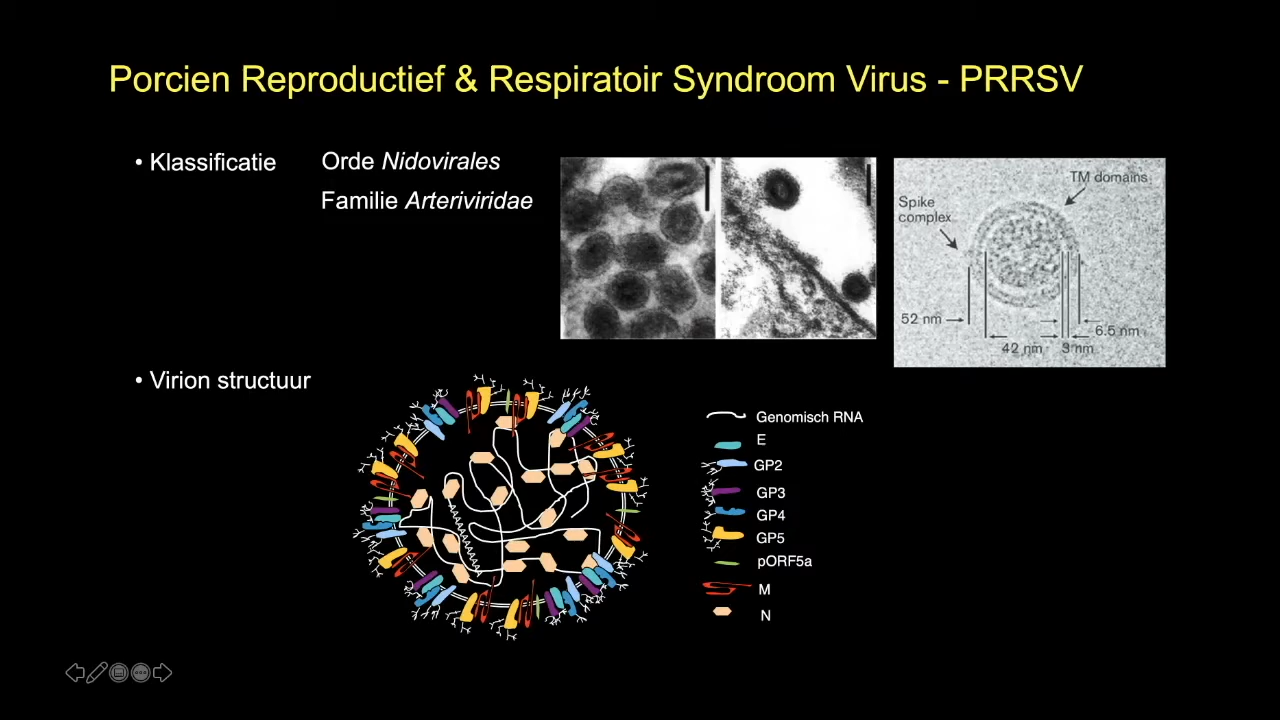 Porcien Reproductief & Respiratoir Syndroom Virus - PRRSV
• Klassificatie
Orde Nidovirales
Familie Arteriviridae
TM domains
Spike
complex
52 nm
6.5 nm
42 nm
3 nm
• Virion structuur
Genomisch RNA
E
GP2
GP3
GP4
GP5
pORF5a
M
N